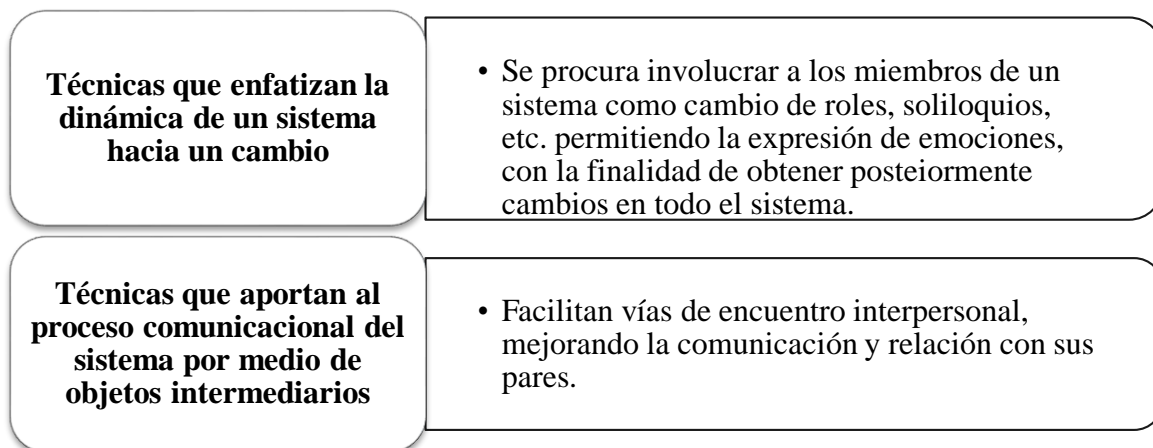 Técnicas que enfatizan la
dinámica de un sistema
hacia un cambio
• Se procura involucrar a los miembros de un
sistema como cambio de roles, soliloquios,
etc. permitiendo la expresión de emociones,
con la finalidad de obtener posteiormente
cambios en todo el sistema.
Técnicas que aportan al
proceso comunicacional del
sistema por medio de
objetos intermediarios
• Facilitan vías de encuentro interpersonal,
mejorando la comunicación y relación con sus
pares.